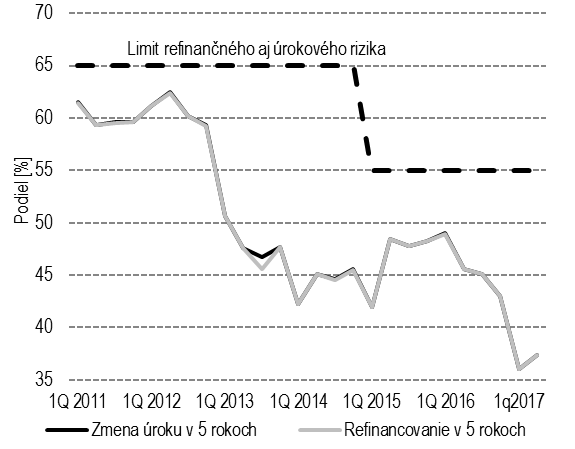 70
Limit refinančného aj úrokového rizika
65
60
55
50
45
40
35
Podiel [%]
1Q 2011 1Q 2012 1Q 2013 1Q 2014 1Q 2015 1Q 2016 1q2017
Zmena úroku v 5 rokoch Refinancovanie v 5 rokoch